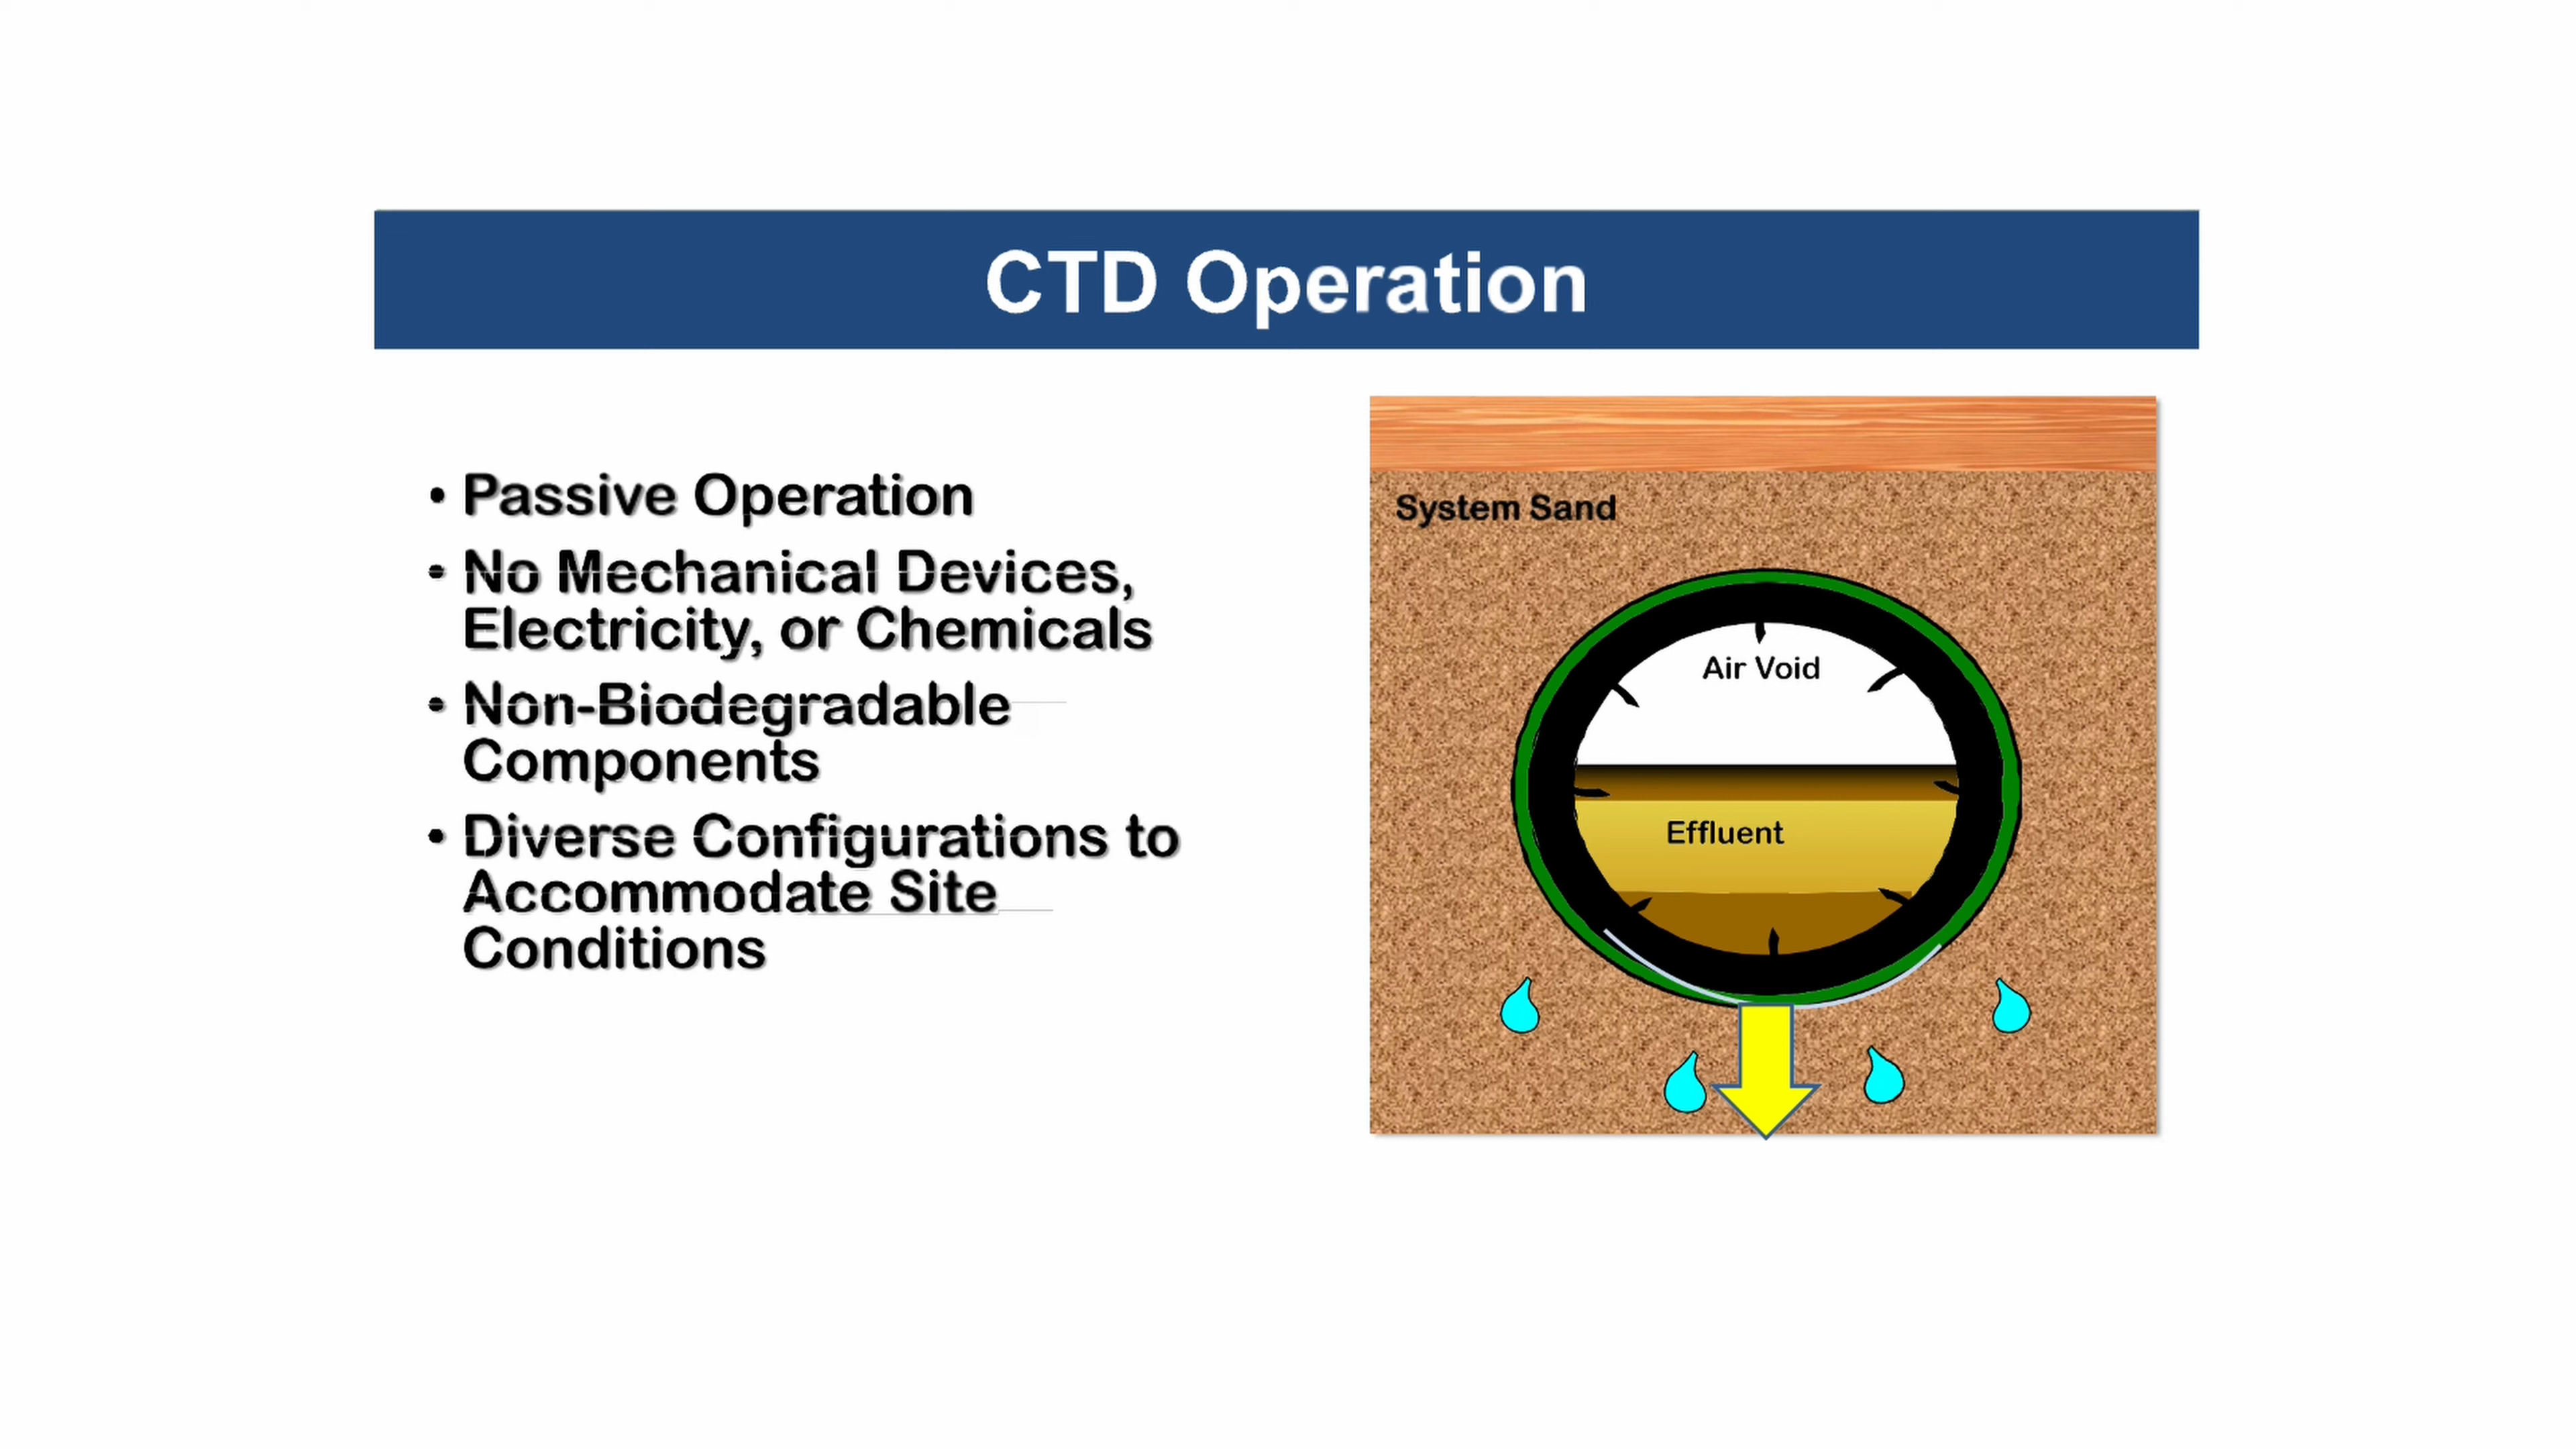 CTD Operation
• Passive Operation
• No Mechanical Devices,
Electricity, or Chemicals
• Non-Biodegradable
Components
• Diverse Configurations to
Accommodate Site
Conditions
System Sand
Air Void
Effluent